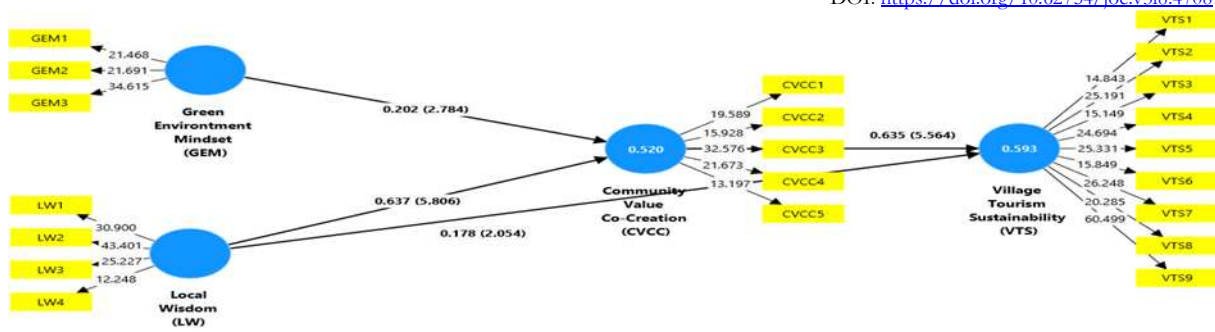 GEM1
GEM2
GEM3
21.468
21.691
34.615
Green
Environtment
Mindset
(GEM)
0.202 (2.784)
LW1
LW2
LW3
LW4
30.900
43.401
25.227
12.248
Local
Wisdom
(LW)
0.637 (5.806)
0.178 (2.054)
0.520
Community
Value
Co-Creation
(CVCC)
19.589
15.928
32.576
21.673
13.197
CVCC1
CVCC2
CVCC3
CVCC4
CVCC5
0.635 (5.564)
0.593
Village
Tourism
Sustainability
(VTS)
14.843
25.191
15.149
24.694
25.331
15.849
26.248
20.285
60.499
VTS1
VTS2
VTS3
VTS4
VTS5
VTS6
VTS7
VTS8
VTS9